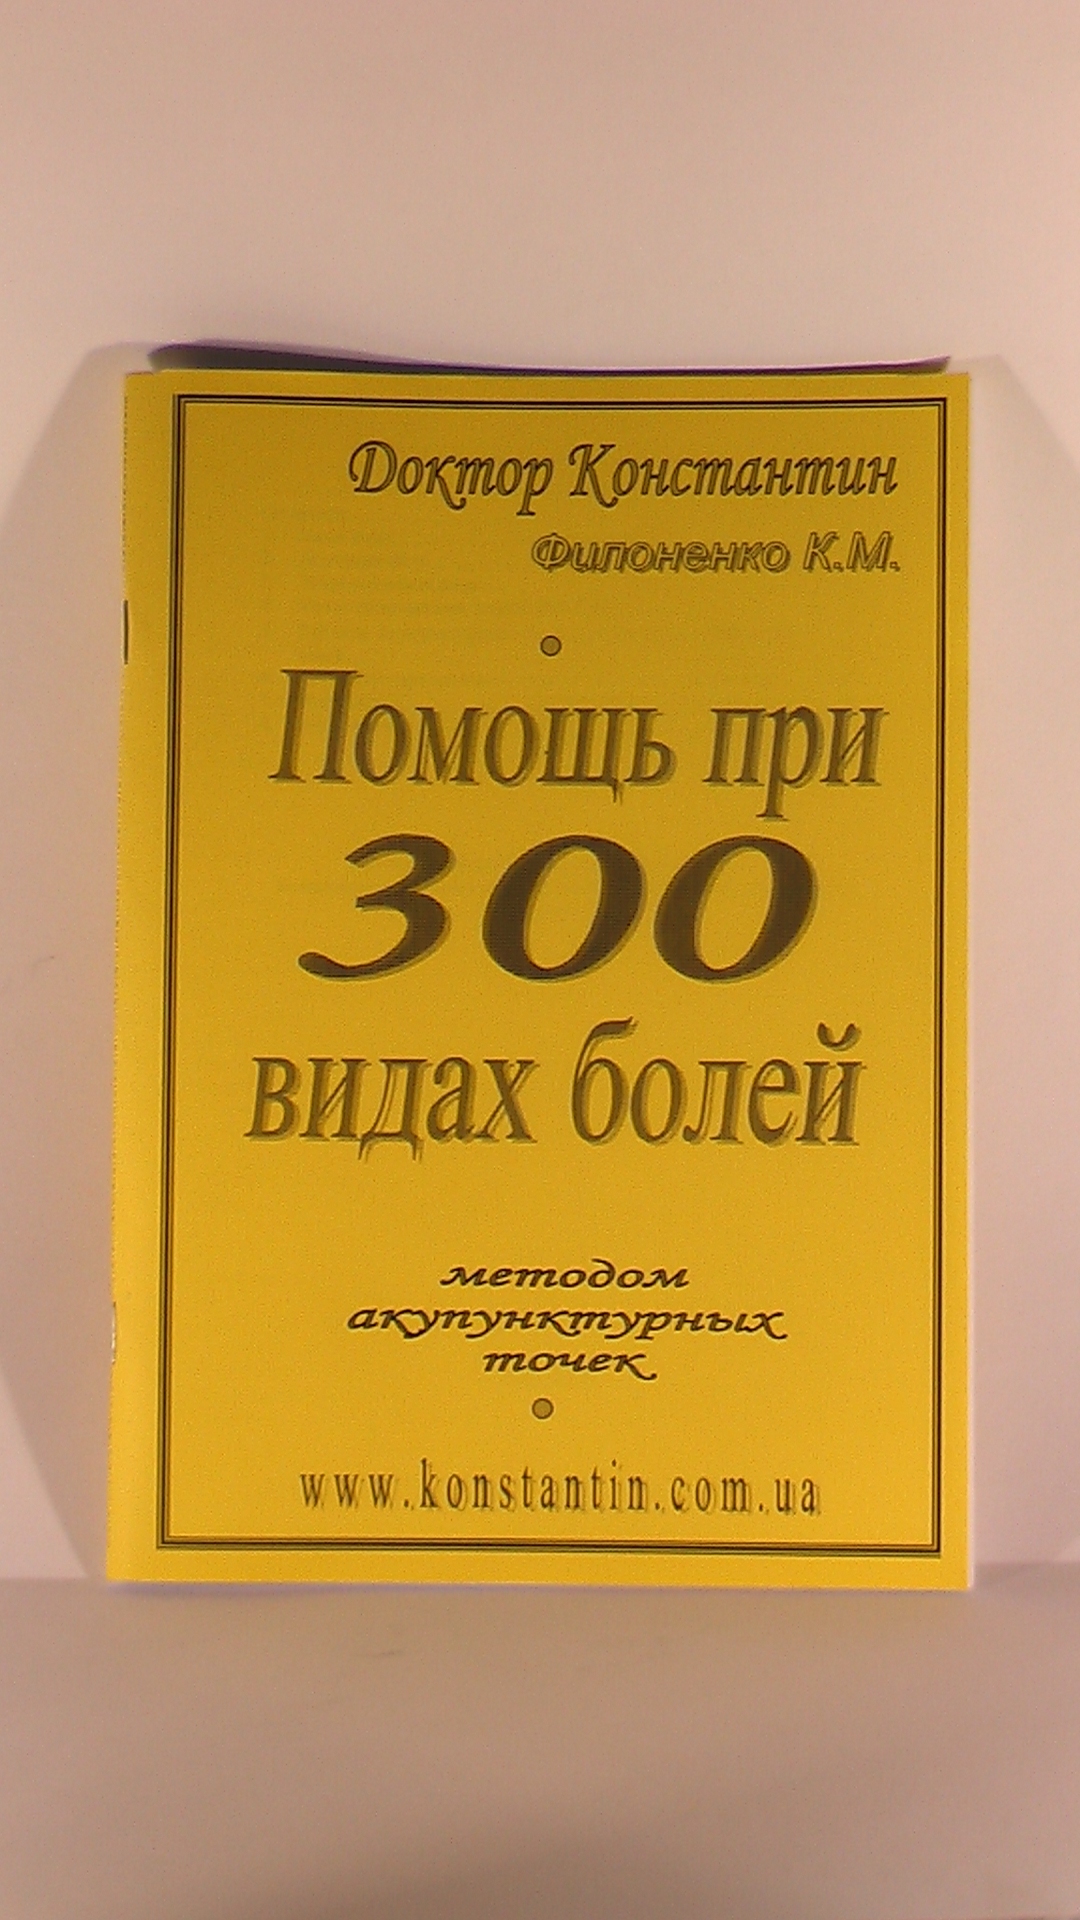 Доктор Константин
Филоненко К.М.
Помощь при
300
видах болей
методом
акупунктурных
точек
www.konstantin.com.ua